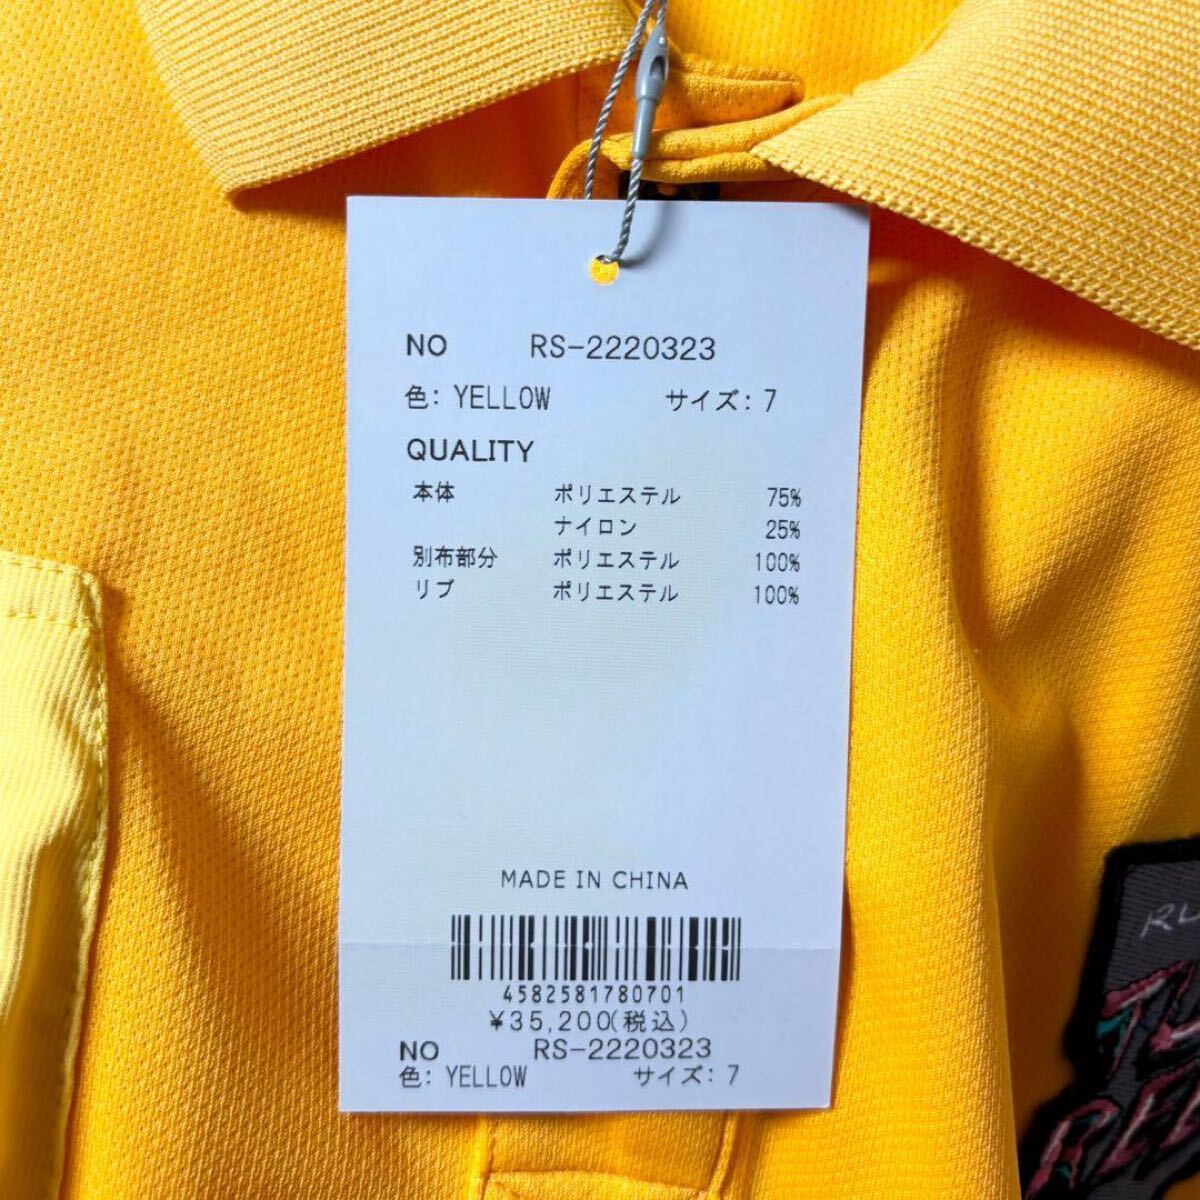 NO RS-2220323
色: YELLOW サイズ: 7
QUALITY
本体 ポリエステル 75%
ナイロン 25%
別布部分 ポリエステル 100%
リブ ポリエステル 100%
MADE IN CHINA
4582581780701
¥35,200(税込)
NO RS-2220323
色: YELLOW サイズ: 7